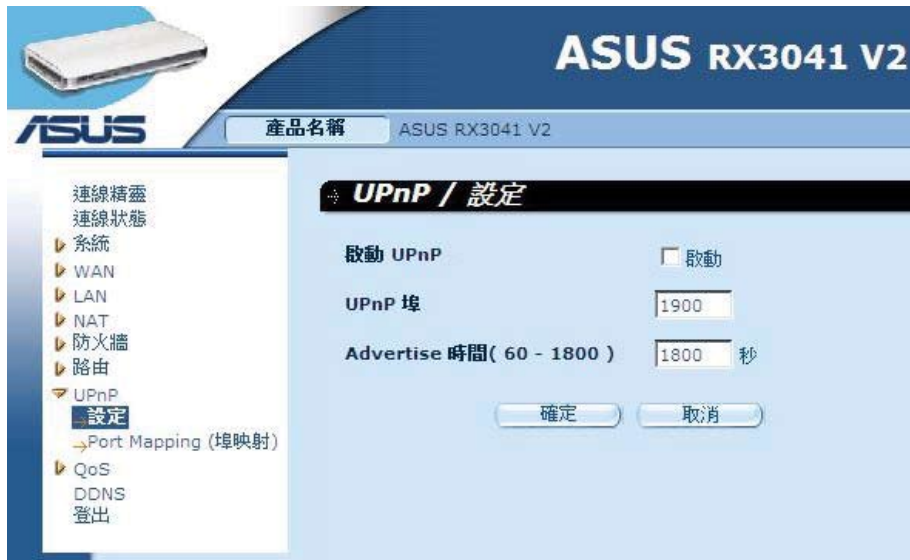 ASUS RX3041 V2
ASUS
產品名稱 ASUS RX3041 V2
連線精靈
連線狀態
系統
WAN
LAN
NAT
防火牆
路由
UPnP
設定
Port Mapping (埠映射)
QoS
DDNS
登出
UPnP / 設定
啟動 UPnP 啟動
UPnP 埠 1900
Advertise 時間( 60 - 1800 ) 1800 秒
確定 取消